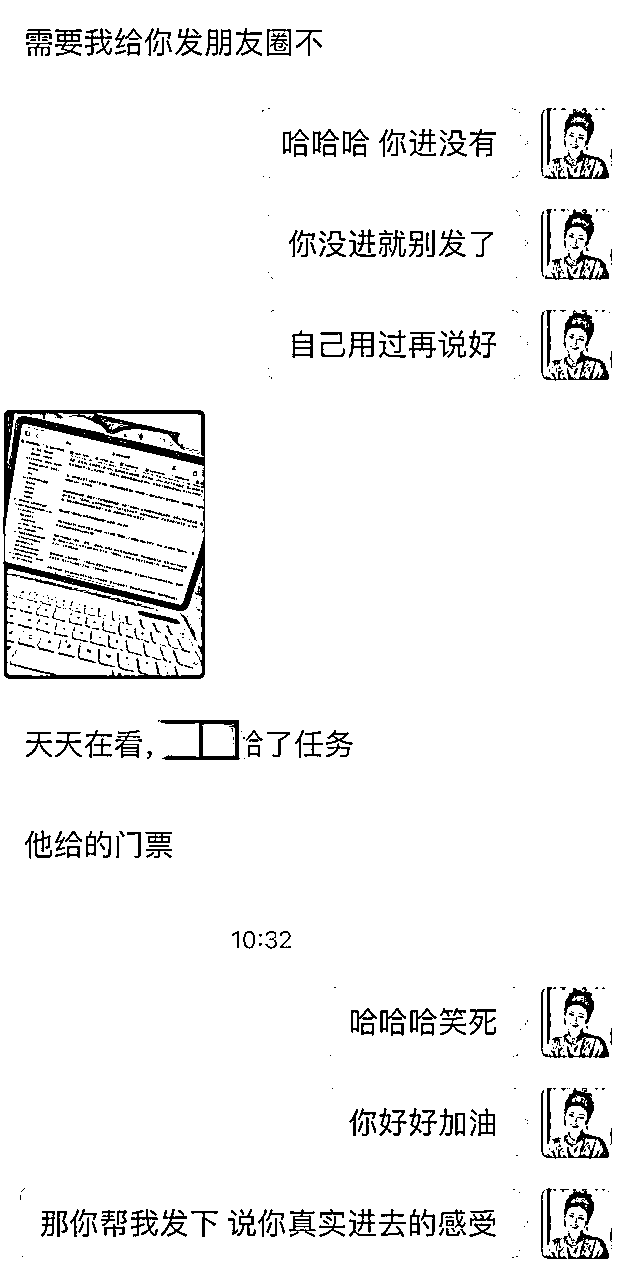 需要我给你发朋友圈不
哈哈哈 你进没有
你没进就别发了
自己用过再说好
天天在看，给了任务
他给的门票
10:32
哈哈哈笑死
你好好加油
那你帮我发下 说你真实进去的感受